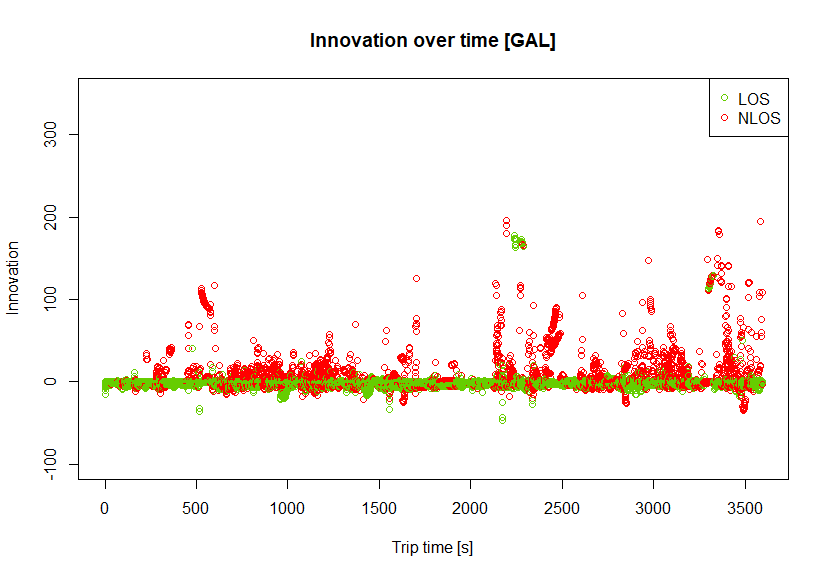 Innovation over time [GAL]
LOS
NLOS
Innovation
300
200
100
0
-100
0 500 1000 1500 2000 2500 3000 3500
Trip time [s]